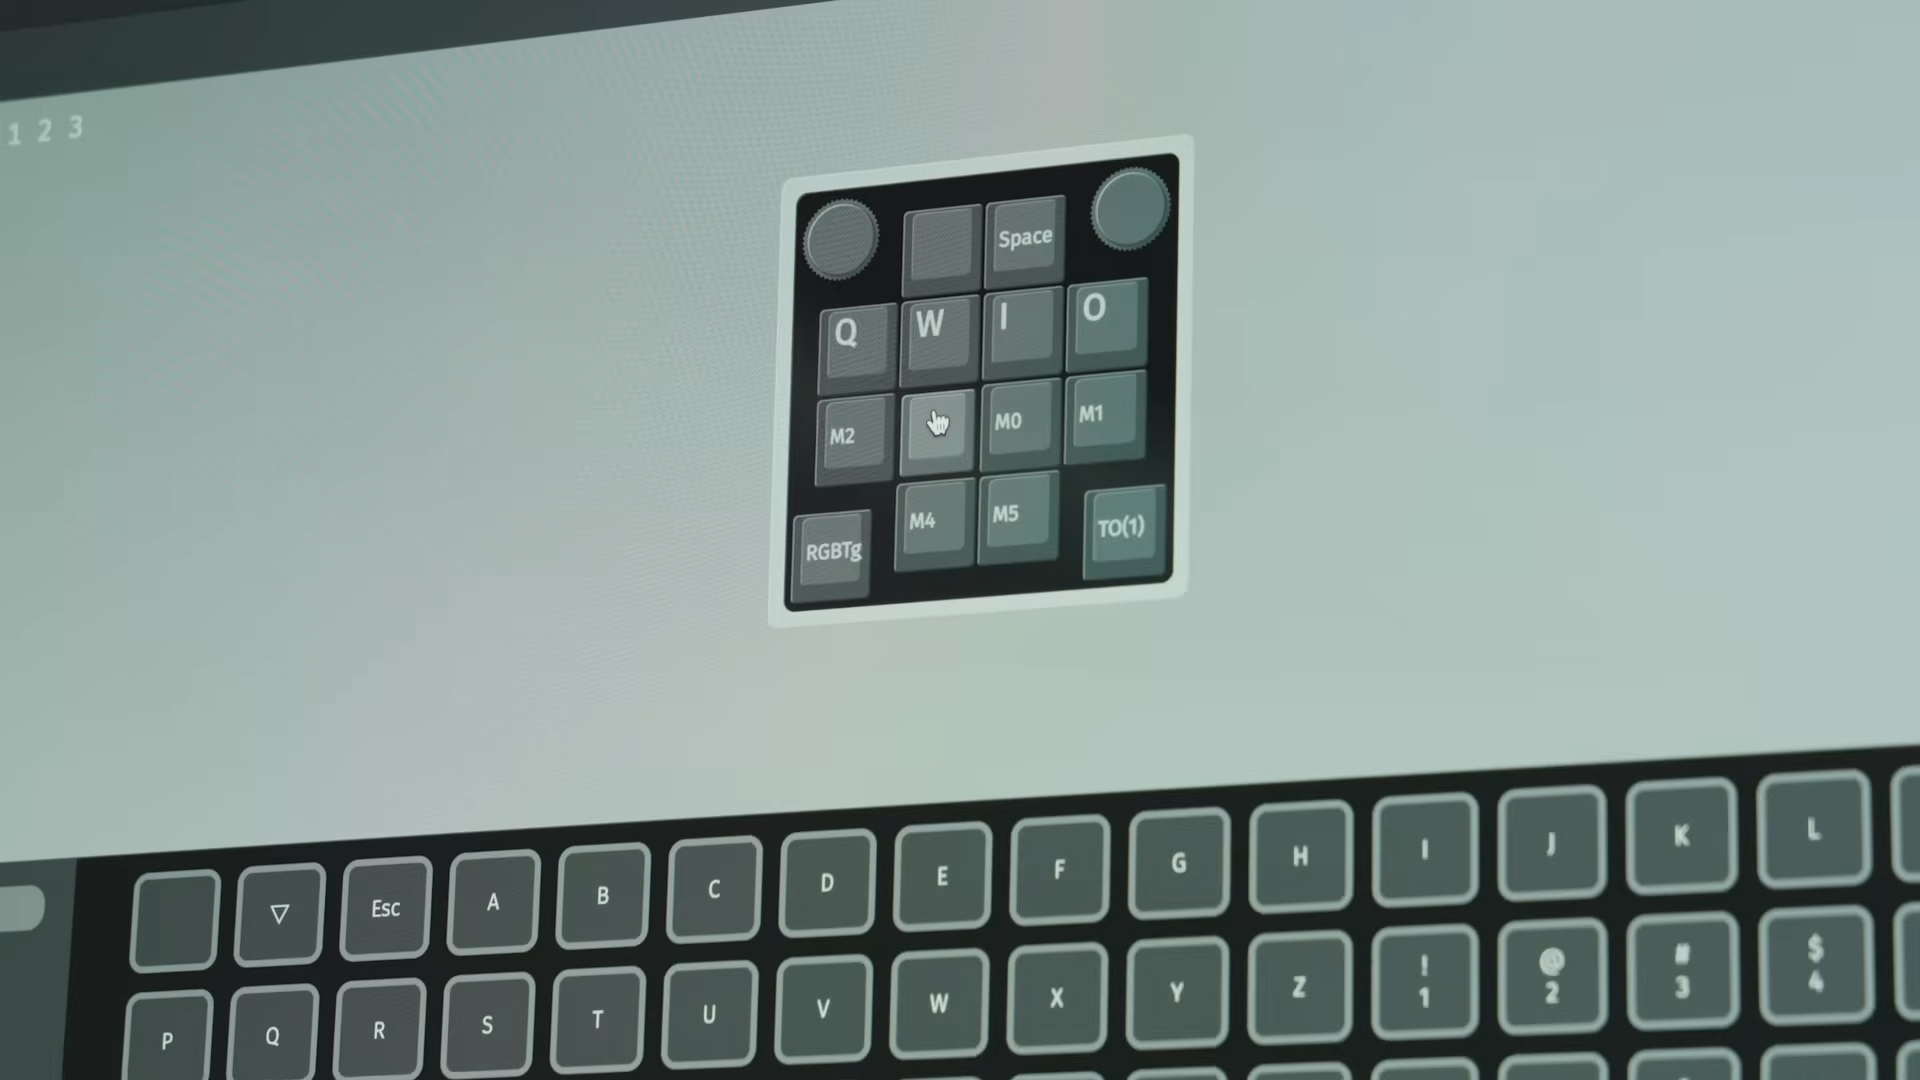 1 2 3
Space
Q W I O
M2 M0 M1
M4 M5
RGBTg TO(1)
▽ Esc A B C D E F G H I J K L
P Q R S T U V W X Y Z ! 1 @ 2 # 3 $ 4